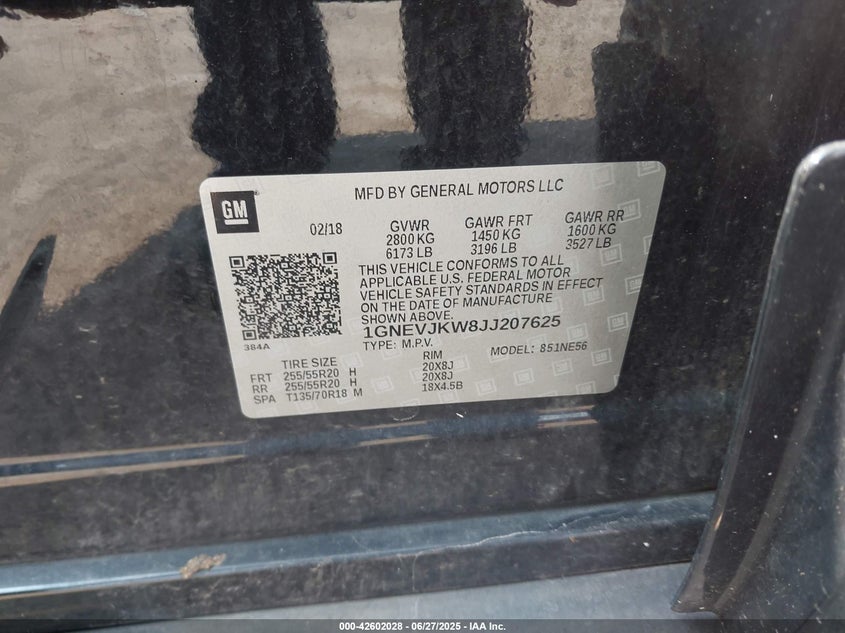 MFD BY GENERAL MOTORS LLC
GM
02/18 GVWR GAWR FRT GAWR RR
2800 KG 1450 KG 1600 KG
6173 LB 3196 LB 3527 LB
THIS VEHICLE CONFORMS TO ALL
APPLICABLE U.S. FEDERAL MOTOR
VEHICLE SAFETY STANDARDS IN EFFECT
ON THE DATE OF MANUFACTURE
SHOWN ABOVE.
1GNEVJKW8JJ207625
384A
TYPE: M.P.V. MODEL: 851NE56
TIRE SIZE RIM
FRT 255/55R20 H 20X8J
RR 255/55R20 H 20X8J
SPA T135/70R18 M 18X4.5B
000-42602028 - 06/27/2025 - IAA Inc.